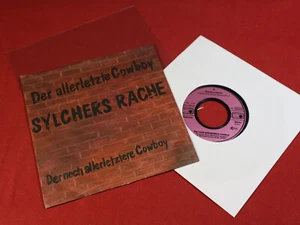 Der allerletzte Cowboy
SYLCHERS RACHE
Der noch allerletztere Cowboy